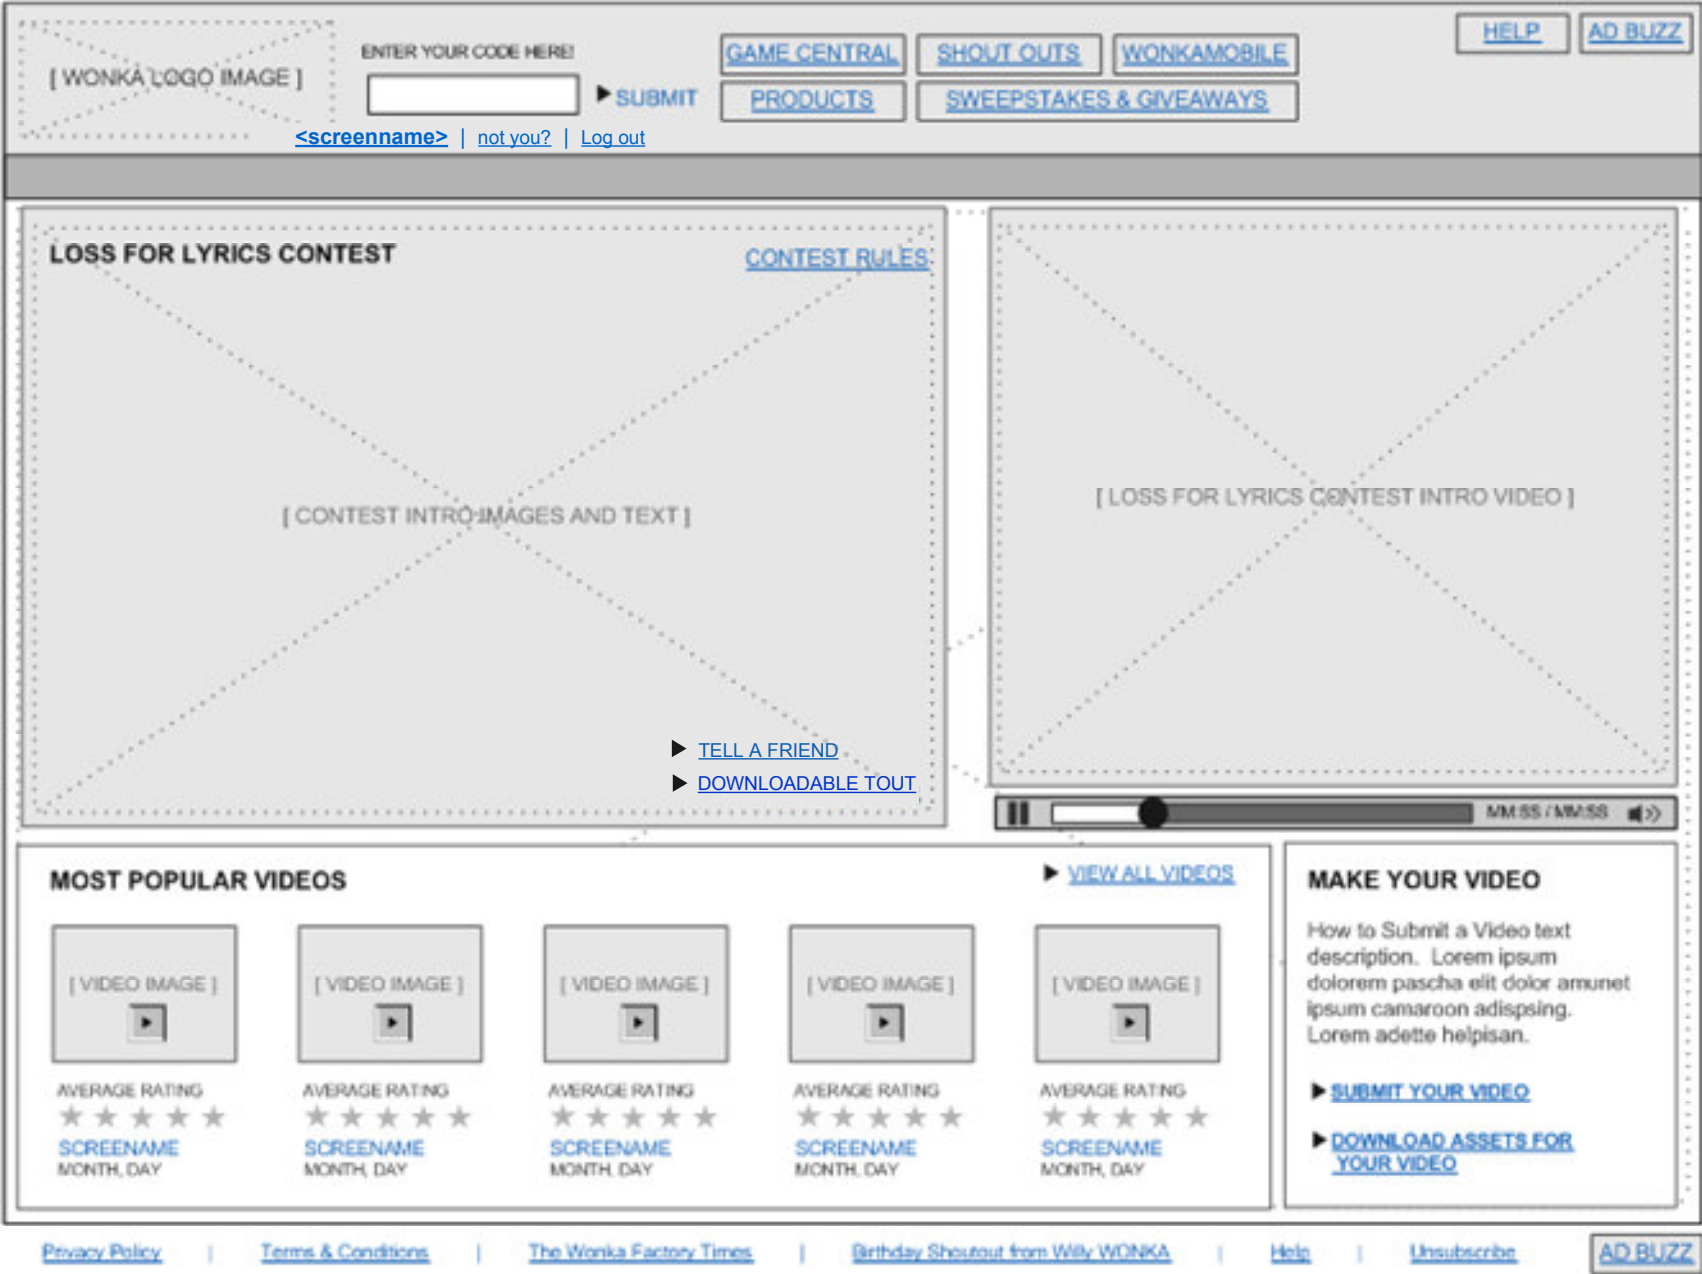 HELP
AD BUZZ
[ WONKA LOGO IMAGE ]
ENTER YOUR CODE HERE!
SUBMIT
GAME CENTRAL
SHOUT OUTS
WONKAMOBILE
PRODUCTS
SWEEPSTAKES & GIVEAWAYS
<screenname> | not you? | Log out
LOSS FOR LYRICS CONTEST
CONTEST RULES
[ CONTEST INTRO IMAGES AND TEXT ]
TELL A FRIEND
DOWNLOADABLE TOUT
[ LOSS FOR LYRICS CONTEST INTRO VIDEO ]
MM:SS / MM:SS
MOST POPULAR VIDEOS
VIEW ALL VIDEOS
[ VIDEO IMAGE ]
AVERAGE RATING
SCREENAME
MONTH, DAY
[ VIDEO IMAGE ]
AVERAGE RATING
SCREENAME
MONTH, DAY
[ VIDEO IMAGE ]
AVERAGE RATING
SCREENAME
MONTH, DAY
[ VIDEO IMAGE ]
AVERAGE RATING
SCREENAME
MONTH, DAY
[ VIDEO IMAGE ]
AVERAGE RATING
SCREENAME
MONTH, DAY
MAKE YOUR VIDEO
How to Submit a Video text
description. Lorem ipsum
dolorem pascha elit dolor amunet
ipsum camaroon adispsing.
Lorem adette helpisan.
SUBMIT YOUR VIDEO
DOWNLOAD ASSETS FOR
YOUR VIDEO
Privacy Policy | Terms & Conditions | The Wonka Factory Times | Birthday Shoutout from Willy WONKA | Help | Unsubscribe
AD BUZZ